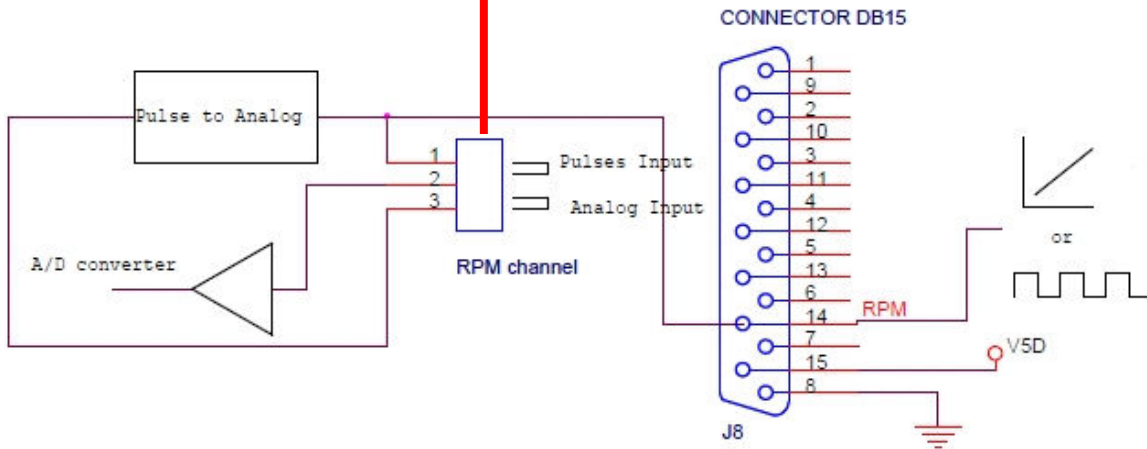 CONNECTOR DB15
Pulse to Analog
1
2
3
Pulses Input
Analog Input
RPM channel
A/D converter
1
9
2
10
3
11
4
12
5
13
6
14
7
15
8
RPM
or
V5D
J8